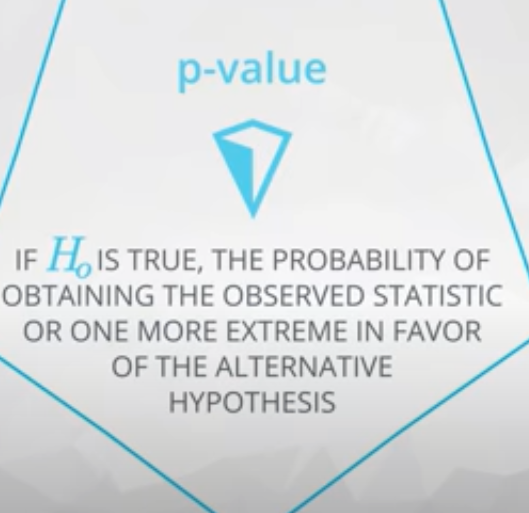 p-value
IF H₀ IS TRUE, THE PROBABILITY OF
OBTAINING THE OBSERVED STATISTIC
OR ONE MORE EXTREME IN FAVOR
OF THE ALTERNATIVE
HYPOTHESIS